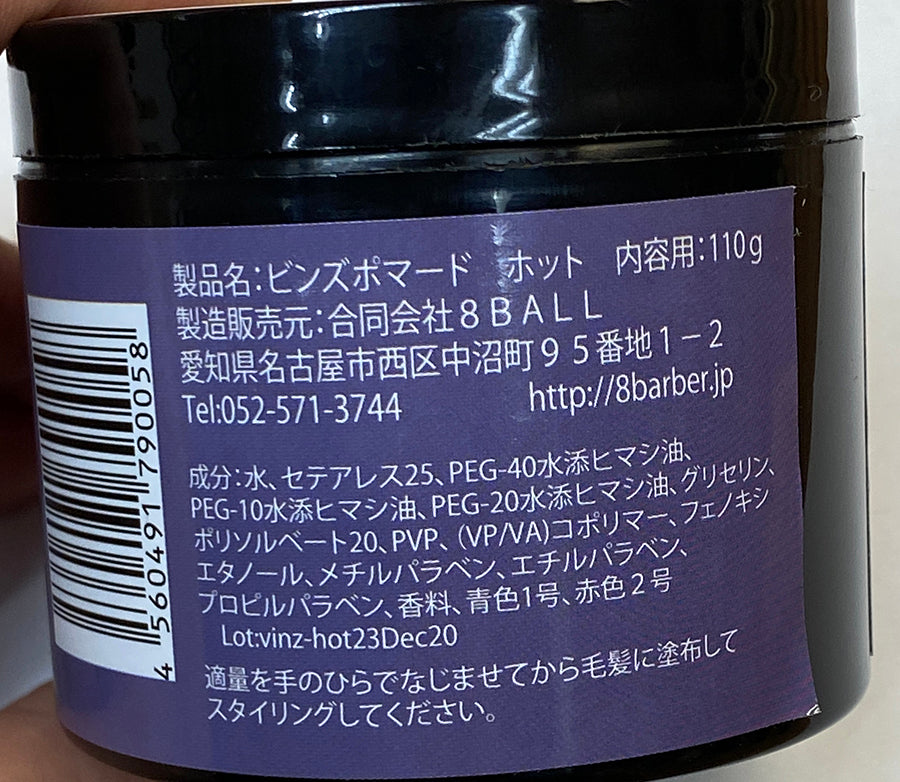 製品名：ビンズポマード　ホット　内容用：110g
製造販売元：合同会社８ＢＡＬＬ
愛知県名古屋市西区中沼町９５番地１－２
Tel:052-571-3744　http://8barber.jp
成分：水、セテアレス25、PEG-40水添ヒマシ油、
PEG-10水添ヒマシ油、PEG-20水添ヒマシ油、グリセリン、
ポリソルベート20、PVP、（VP/VA）コポリマー、フェノキシ
エタノール、メチルパラベン、エチルパラベン、
プロピルパラベン、香料、青色1号、赤色２号
Lot:vinz-hot23Dec20
適量を手のひらでなじませてから毛髪に塗布して
スタイリングしてください。
4 560491 790058